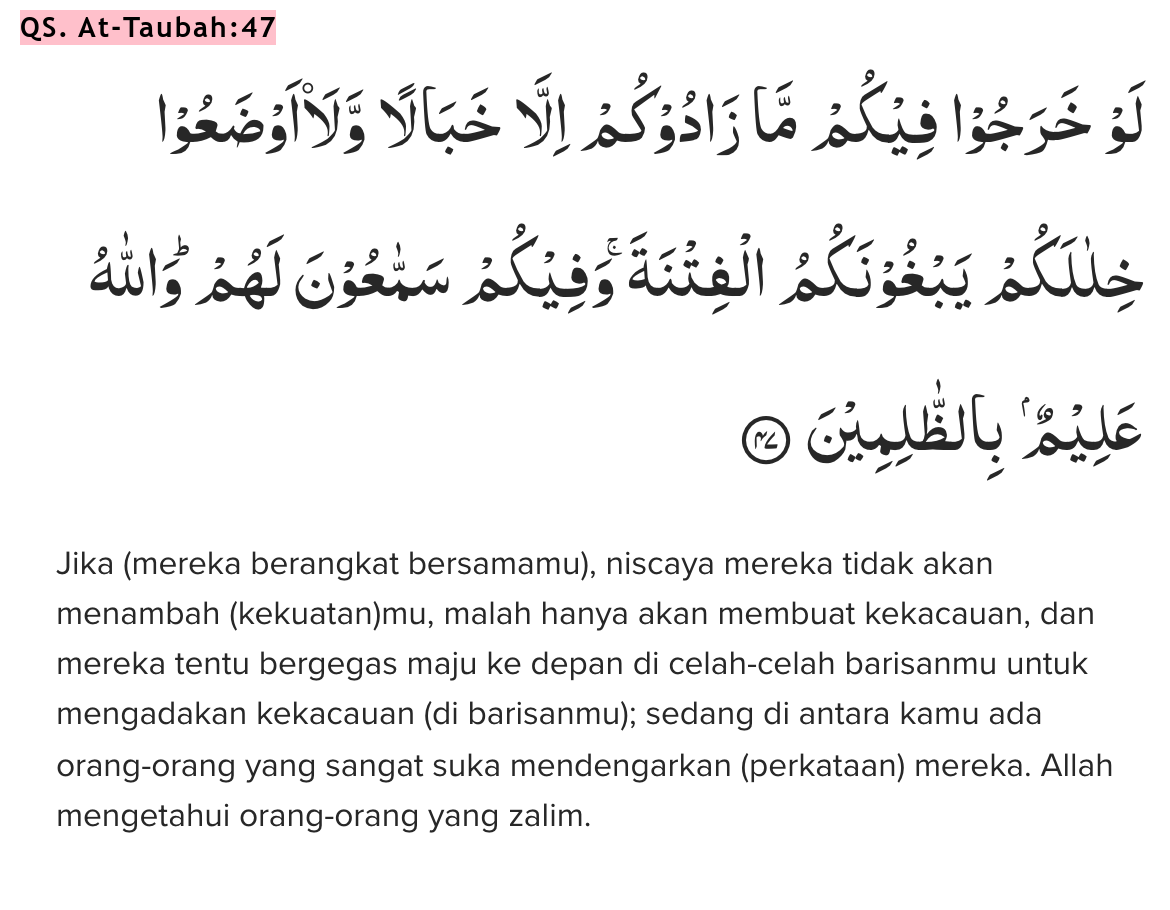 QS. At-Taubah:47
لَوْ خَرَجُوْا فِيْكُمْ مَّا زَادُوْكُمْ اِلَّا خَبَالًا وَّلَا۟اَوْضَعُوْا
خِلٰلَكُمْ يَبْغُوْنَكُمُ الْفِتْنَةَۚ وَفِيْكُمْ سَمّٰعُوْنَ لَهُمْۗ وَاللّٰهُ
عَلِيْمٌۢ بِالظّٰلِمِيْنَ ٤٧
Jika (mereka berangkat bersamamu), niscaya mereka tidak akan
menambah (kekuatan)mu, malah hanya akan membuat kekacauan, dan
mereka tentu bergegas maju ke depan di celah-celah barisanmu untuk
mengadakan kekacauan (di barisanmu); sedang di antara kamu ada
orang-orang yang sangat suka mendengarkan (perkataan) mereka. Allah
mengetahui orang-orang yang zalim.